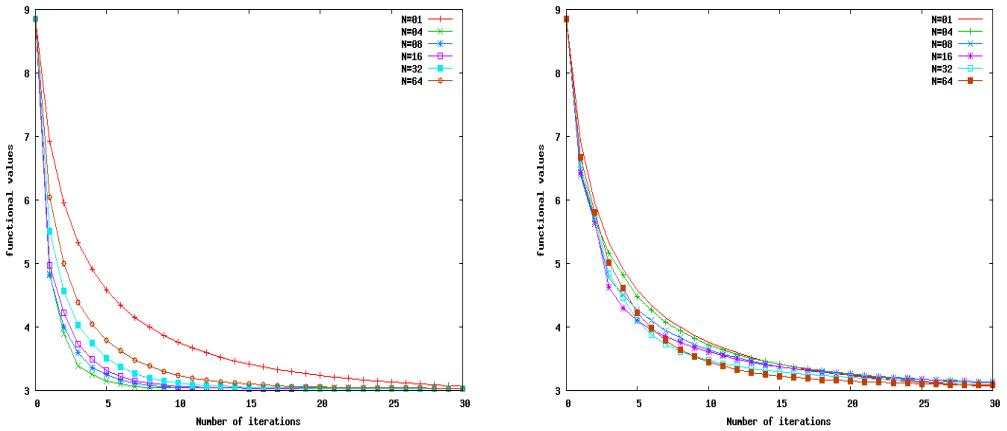 9
8
7
6
5
4
3
functional values
N=01
N=04
N=08
N=16
N=32
N=64
0 5 10 15 20 25 30
Number of iterations
9
8
7
6
5
4
3
functional values
N=01
N=04
N=08
N=16
N=32
N=64
0 5 10 15 20 25 30
Number of iterations